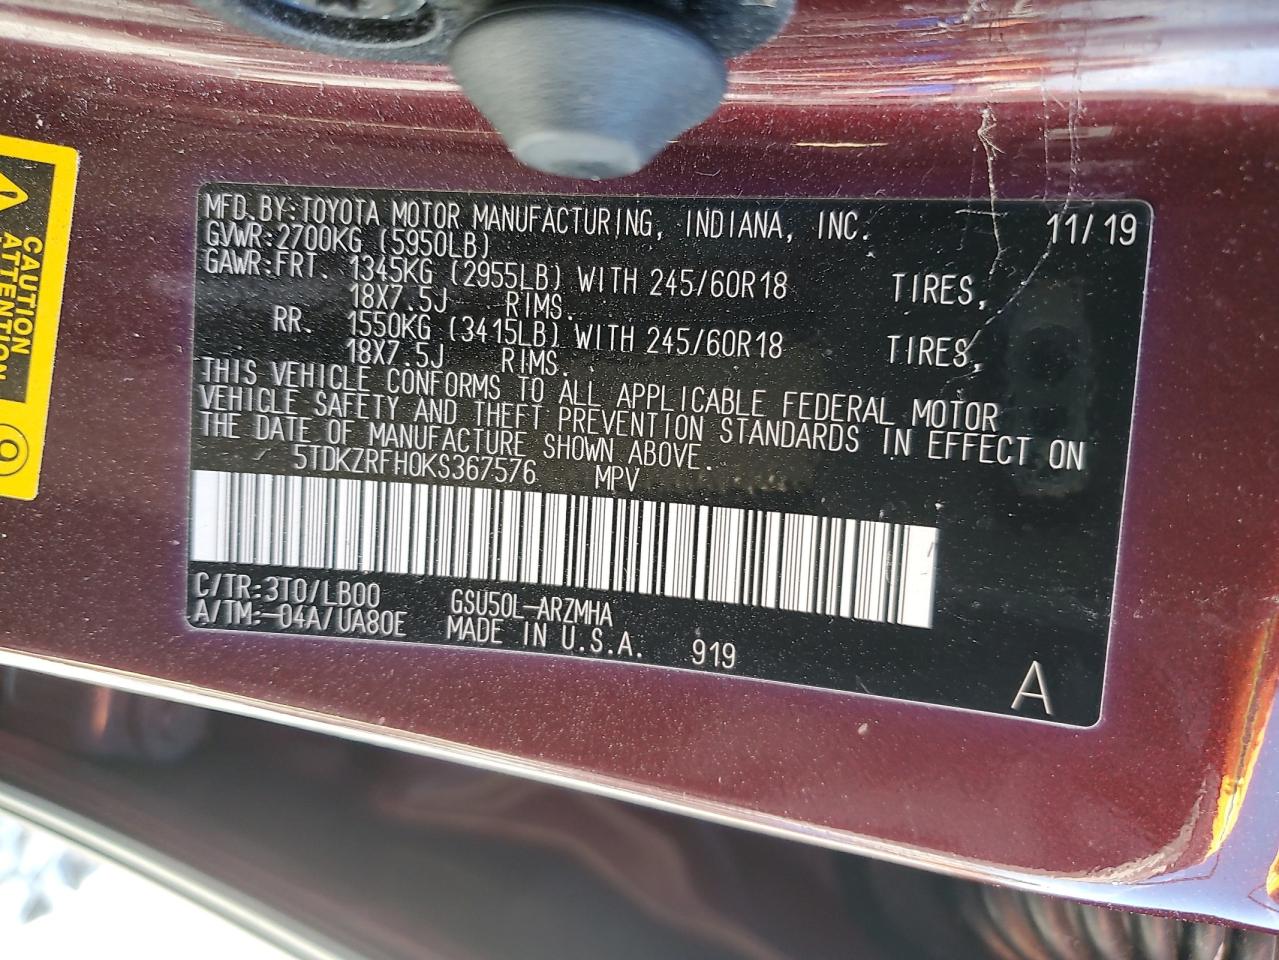 MFD.BY:TOYOTA MOTOR MANUFACTURING, INDIANA, INC. 11/19
GVWR:2700KG (5950LB)
GAWR:FRT. 1345KG (2955LB) WITH 245/60R18 TIRES,
18X7.5J RIMS.
RR. 1550KG (3415LB) WITH 245/60R18 TIRES,
18X7.5J RIMS.
THIS VEHICLE CONFORMS TO ALL APPLICABLE FEDERAL MOTOR
VEHICLE SAFETY AND THEFT PREVENTION STANDARDS IN EFFECT ON
THE DATE OF MANUFACTURE SHOWN ABOVE.
5TDKZRFH0KS367576 MPV
C/TR:3T0/LB00 GSU50L-ARZMHA
A/TM:-04A/UA80E MADE IN U.S.A. 919
A
CAUTION
ATTENTION